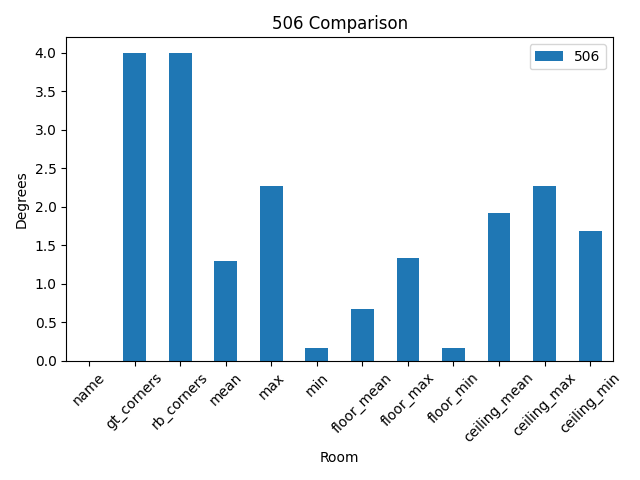 506 Comparison
506
Degrees
4.0
3.5
3.0
2.5
2.0
1.5
1.0
0.5
0.0
name
gt_corners
rb_corners
mean
max
min
floor_mean
floor_max
floor_min
ceiling_mean
ceiling_max
ceiling_min
Room